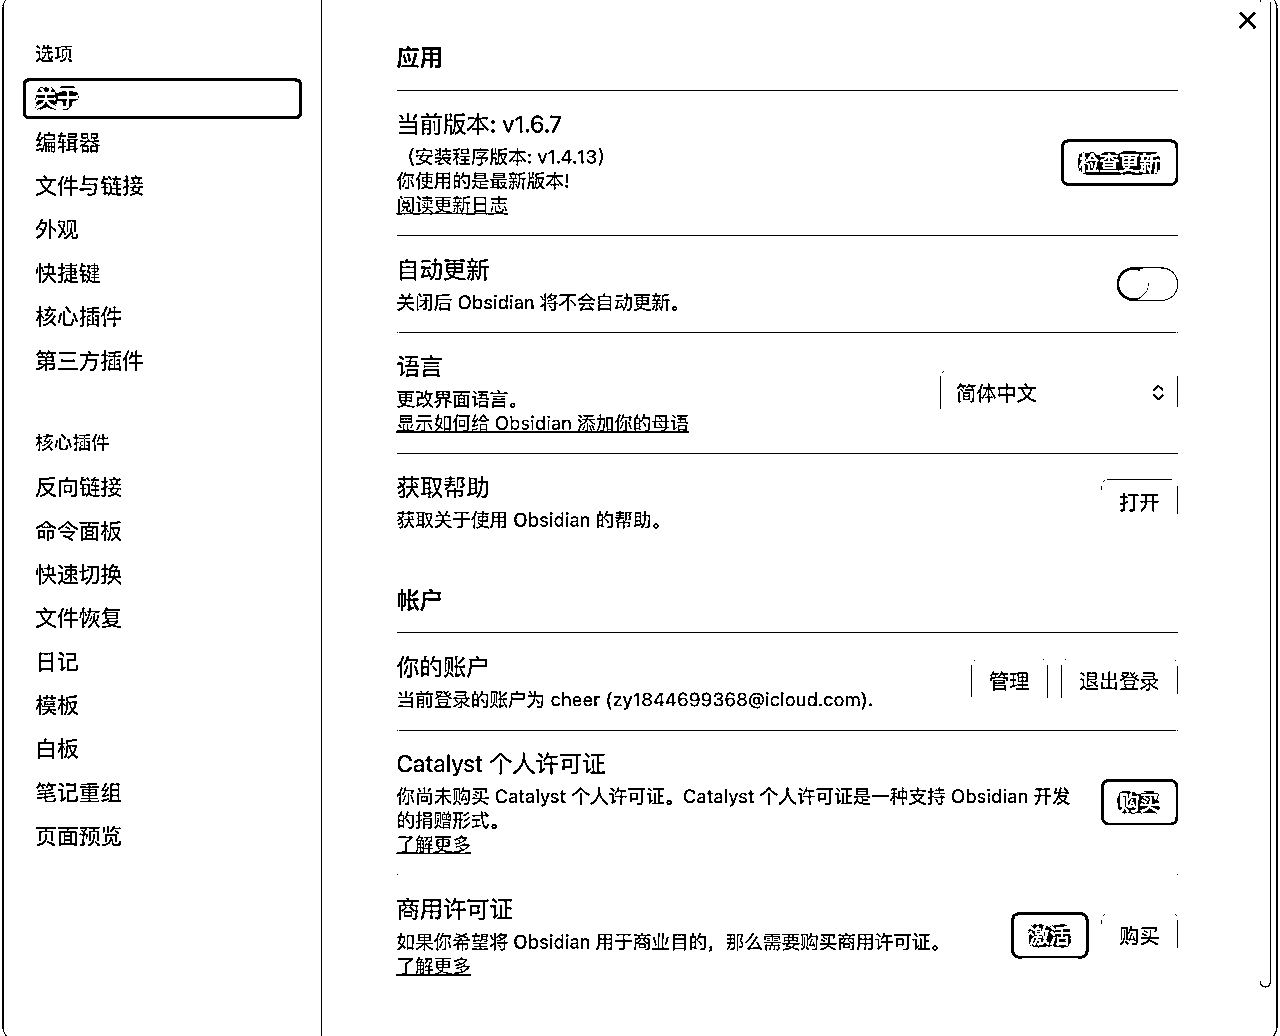 选项
关于
编辑器
文件与链接
外观
快捷键
核心插件
第三方插件
核心插件
反向链接
命令面板
快速切换
文件恢复
日记
模板
白板
笔记重组
页面预览
应用
当前版本: v1.6.7
（安装程序版本: v1.4.13）
你使用的是最新版本!
阅读更新日志
检查更新
自动更新
关闭后 Obsidian 将不会自动更新。
语言
更改界面语言。
显示如何给 Obsidian 添加你的母语
简体中文
获取帮助
获取关于使用 Obsidian 的帮助。
打开
帐户
你的账户
当前登录的账户为 cheer (zy1844699368@icloud.com).
管理
退出登录
Catalyst 个人许可证
你尚未购买 Catalyst 个人许可证。Catalyst 个人许可证是一种支持 Obsidian 开发
的捐赠形式。
了解更多
购买
商用许可证
如果你希望将 Obsidian 用于商业目的，那么需要购买商用许可证。
了解更多
激活
购买